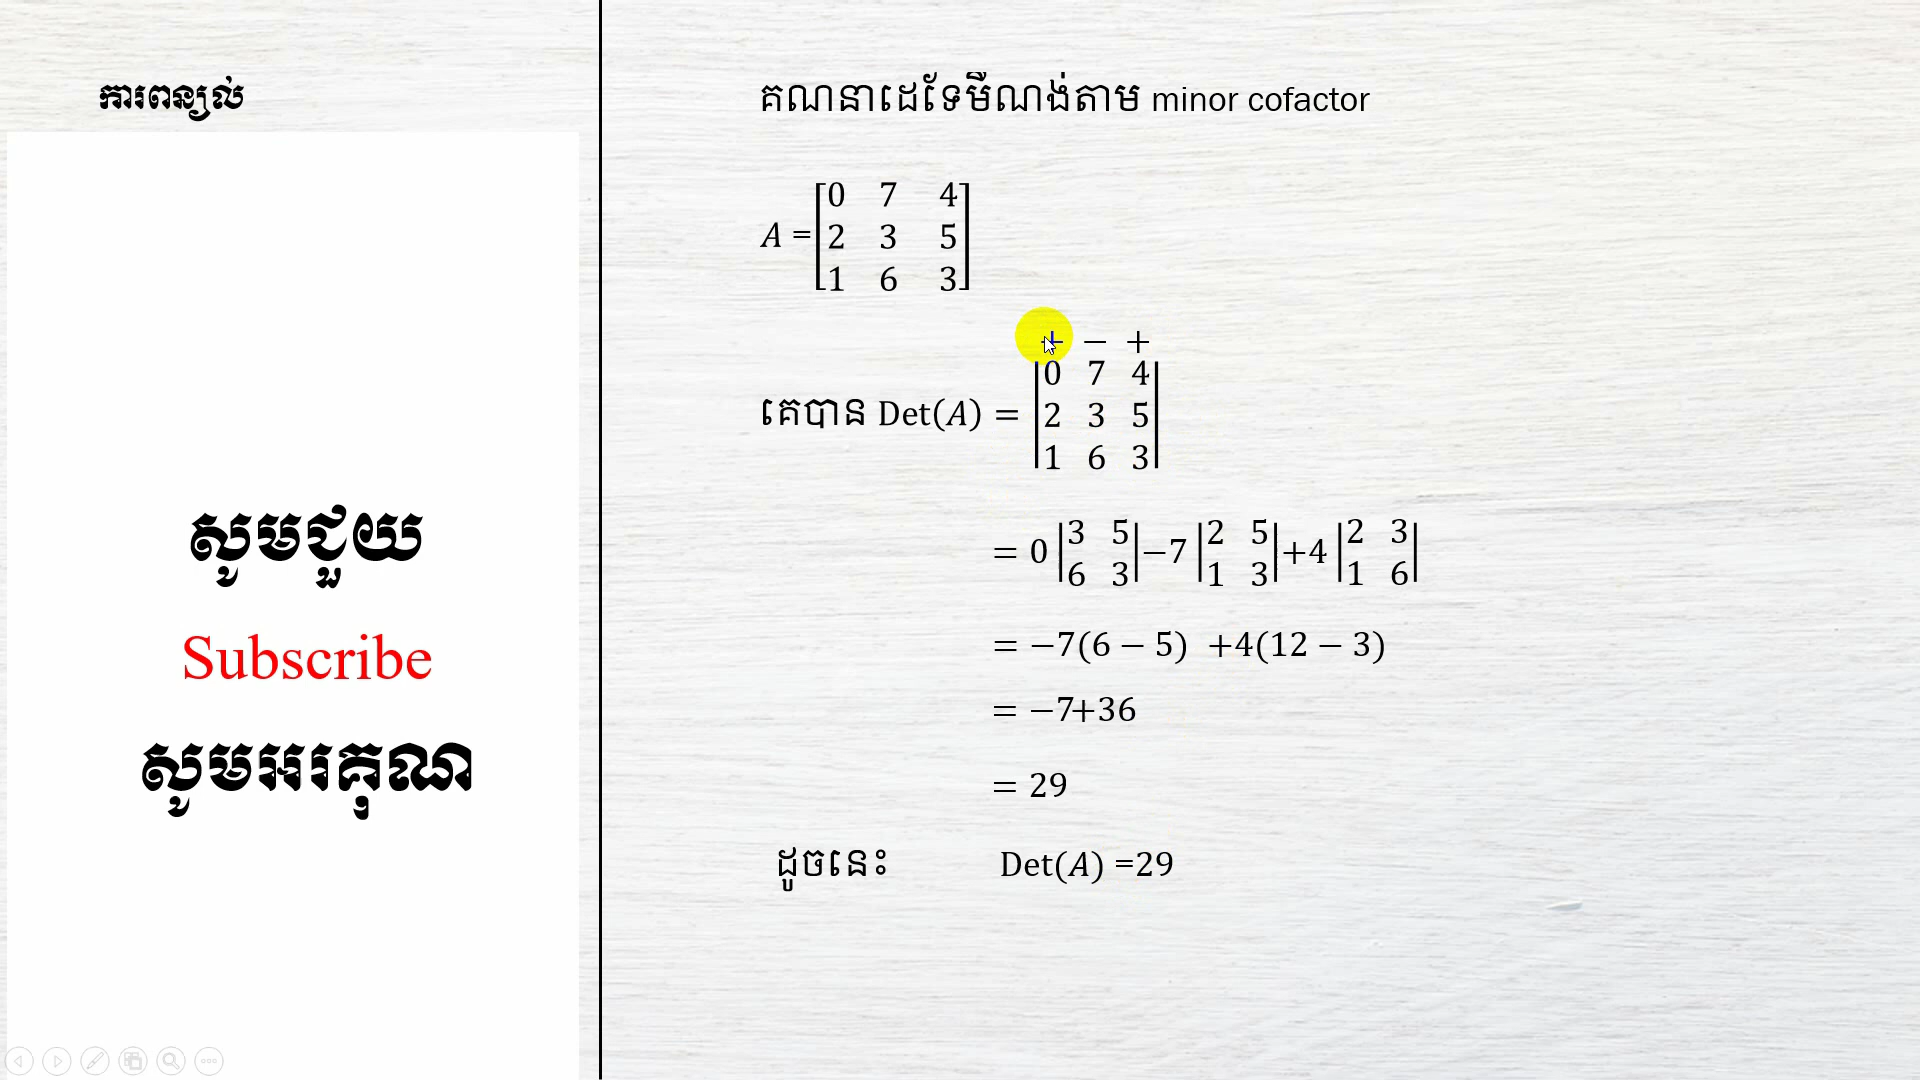 ការពន្យល់
សូមជួយ
Subscribe
សូមអរគុណ
គណនាដេទែមីណង់តាម minor cofactor
A = [0 7 4
2 3 5
1 6 3]
+ − +
គេបាន Det(A) = |0 7 4
2 3 5
1 6 3|
= 0 |3 5
6 3| −7 |2 5
1 3| +4 |2 3
1 6|
= −7(6 − 5) +4(12 − 3)
= −7+36
= 29
ដូចនេះ Det(A) =29